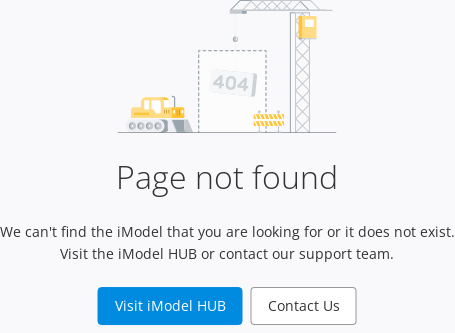 404
Page not found
We can't find the iModel that you are looking for or it does not exist.
Visit the iModel HUB or contact our support team.
Visit iModel HUB
Contact Us